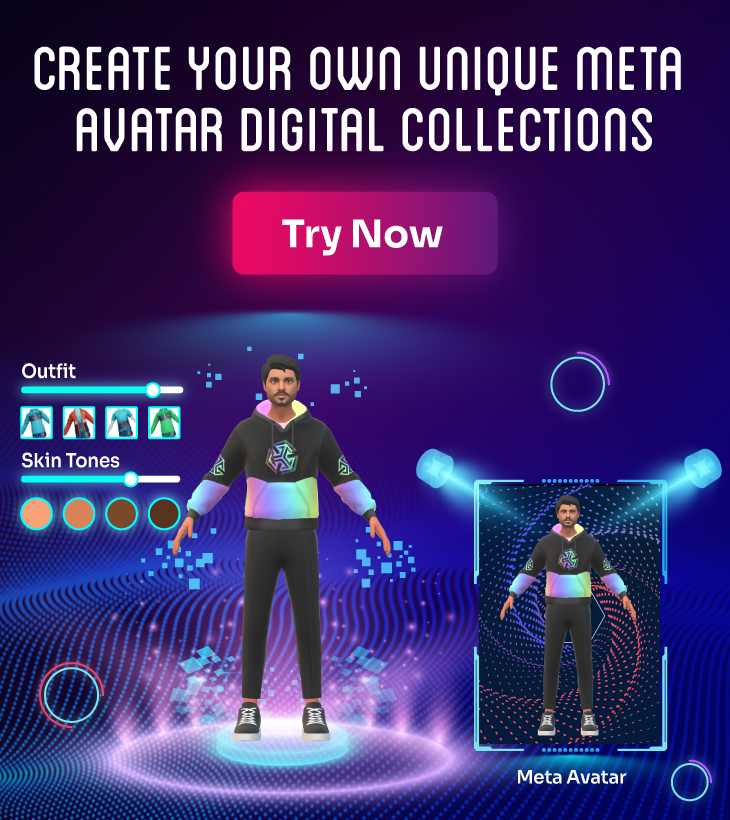 CREATE YOUR OWN UNIQUE META
AVATAR DIGITAL COLLECTIONS
Try Now
Outfit
Skin Tones
Meta Avatar